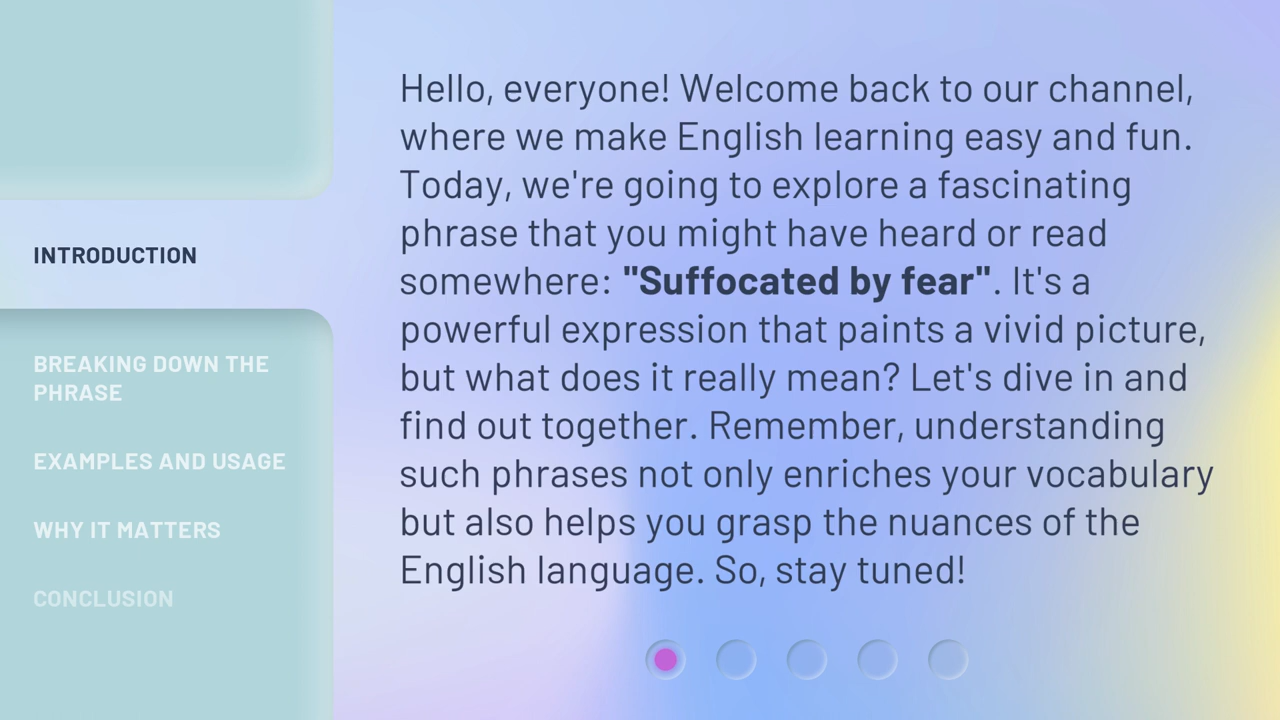 INTRODUCTION
BREAKING DOWN THE
PHRASE
EXAMPLES AND USAGE
WHY IT MATTERS
CONCLUSION
Hello, everyone! Welcome back to our channel,
where we make English learning easy and fun.
Today, we're going to explore a fascinating
phrase that you might have heard or read
somewhere: "Suffocated by fear". It's a
powerful expression that paints a vivid picture,
but what does it really mean? Let's dive in and
find out together. Remember, understanding
such phrases not only enriches your vocabulary
but also helps you grasp the nuances of the
English language. So, stay tuned!